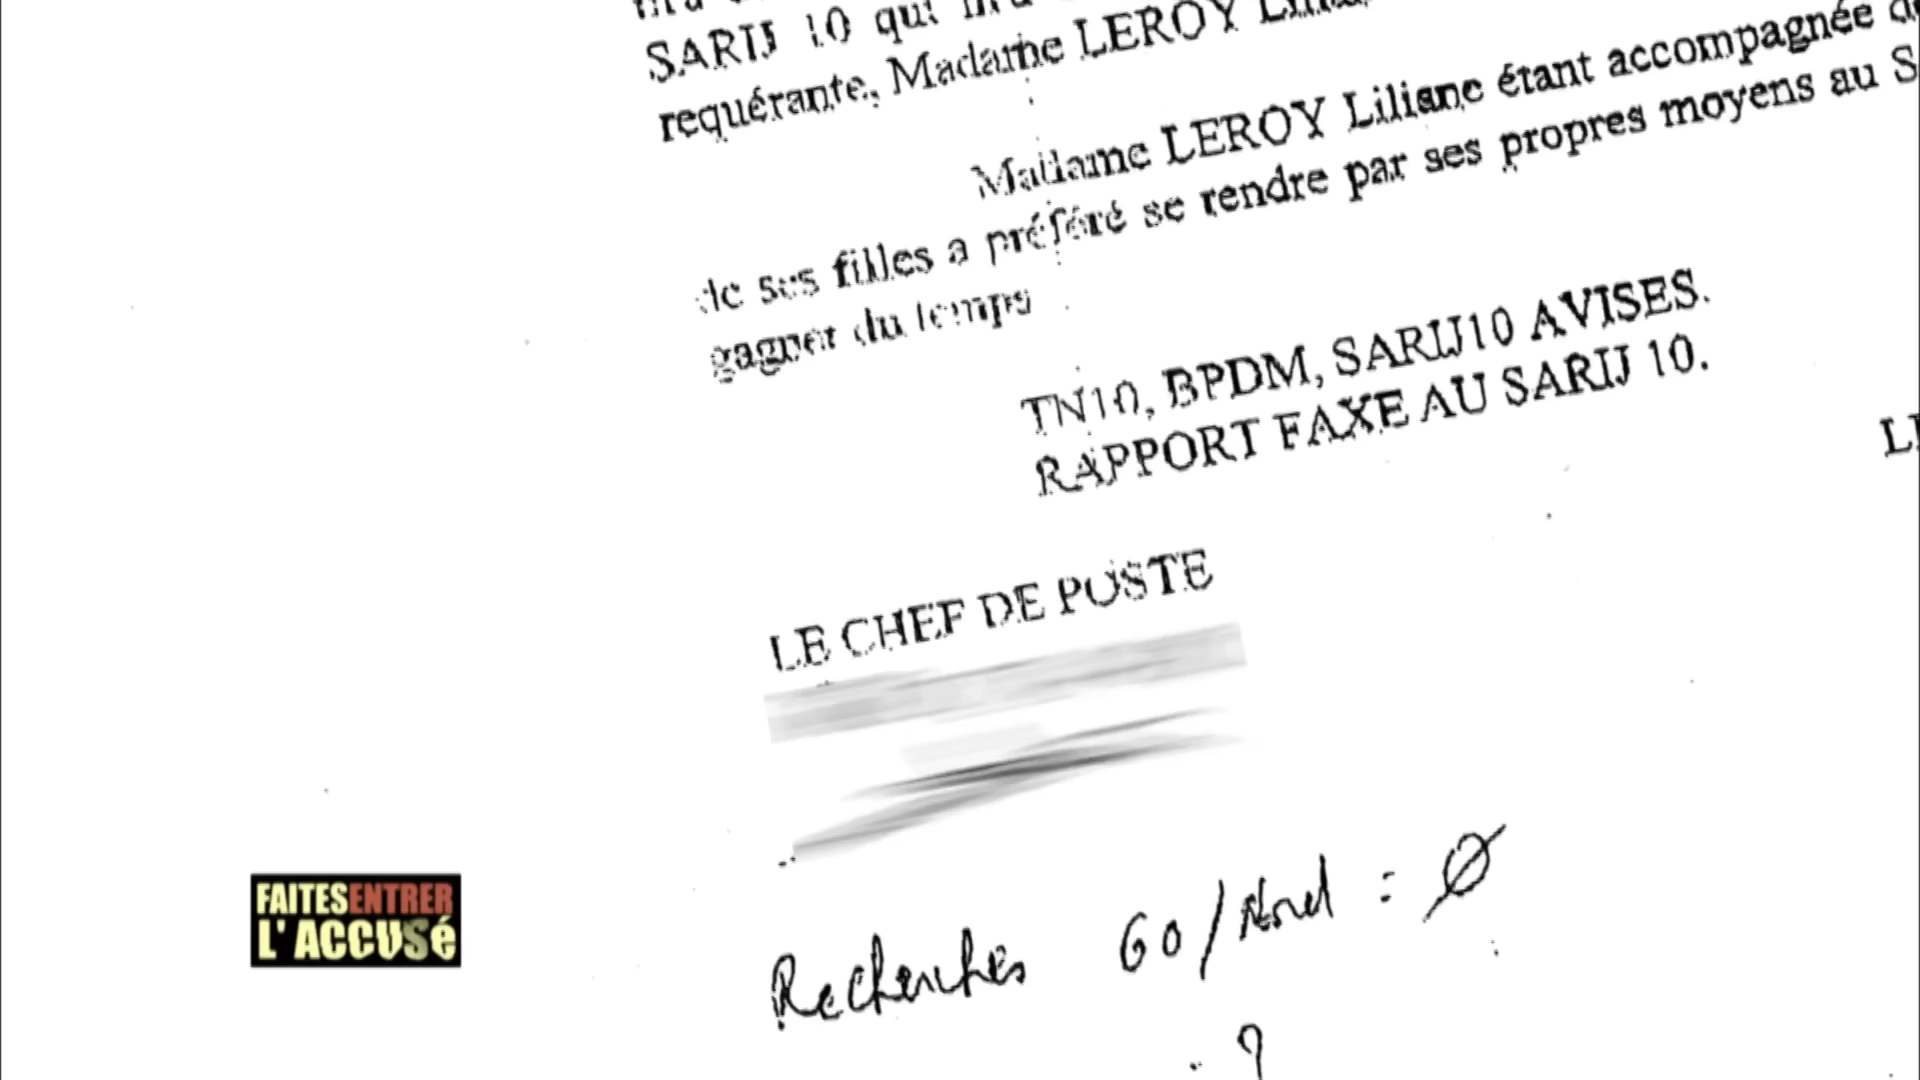 SARIJ 10 qui
requérante, Madame LEROY
Madame LEROY Liliane étant accompagnée
de ses filles a préféré se rendre par ses propres moyens au S
gagner du temps
TN10, BPDM, SARIJ10 AVISES.
RAPPORT FAXE AU SARIJ 10.
LE CHEF DE POSTE
Recherches GO/ = Ø
?
FAITES ENTRER
L'ACCUSé